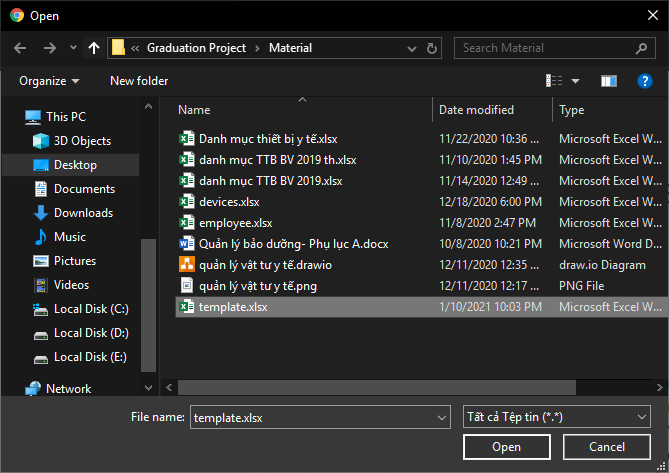 Open
« Graduation Project > Material
Search Material
Organize
New folder
?
This PC
3D Objects
Desktop
Documents
Downloads
Music
Pictures
Videos
Local Disk (C:)
Local Disk (D:)
Local Disk (E:)
Network
Name Date modified Type
Danh mục thiết bị y tế.xlsx 11/22/2020 10:36 ... Microsoft Excel W...
danh mục TTB BV 2019 th.xlsx 11/10/2020 1:45 PM Microsoft Excel W...
danh mục TTB BV 2019.xlsx 11/14/2020 12:49 ... Microsoft Excel W...
devices.xlsx 12/18/2020 6:00 PM Microsoft Excel W...
employee.xlsx 11/8/2020 2:47 PM Microsoft Excel W...
Quản lý bảo dưỡng- Phụ lục A.docx 10/8/2020 10:21 PM Microsoft Word D...
quản lý vật tư y tế.drawio 12/11/2020 12:35 ... draw.io Diagram
quản lý vật tư y tế.png 12/11/2020 12:17 ... PNG File
template.xlsx 1/10/2021 10:03 PM Microsoft Excel W...
File name: template.xlsx
Tất cả Tệp tin (*.*)
Open
Cancel